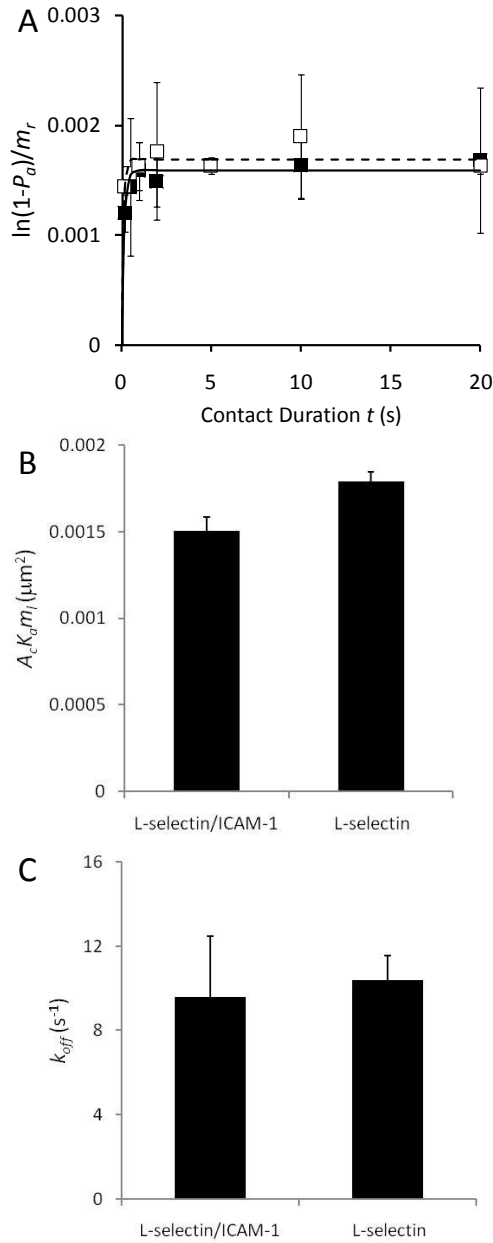 A
0.003
0.002
0.001
0
ln(1-Pₐ)/mᵣ
0 5 10 15 20
Contact Duration t (s)
B
0.002
0.0015
0.001
0.0005
0
AcKₐmₗ (μm²)
L-selectin/ICAM-1 L-selectin
C
16
12
8
4
0
k_off (s⁻¹)
L-selectin/ICAM-1 L-selectin